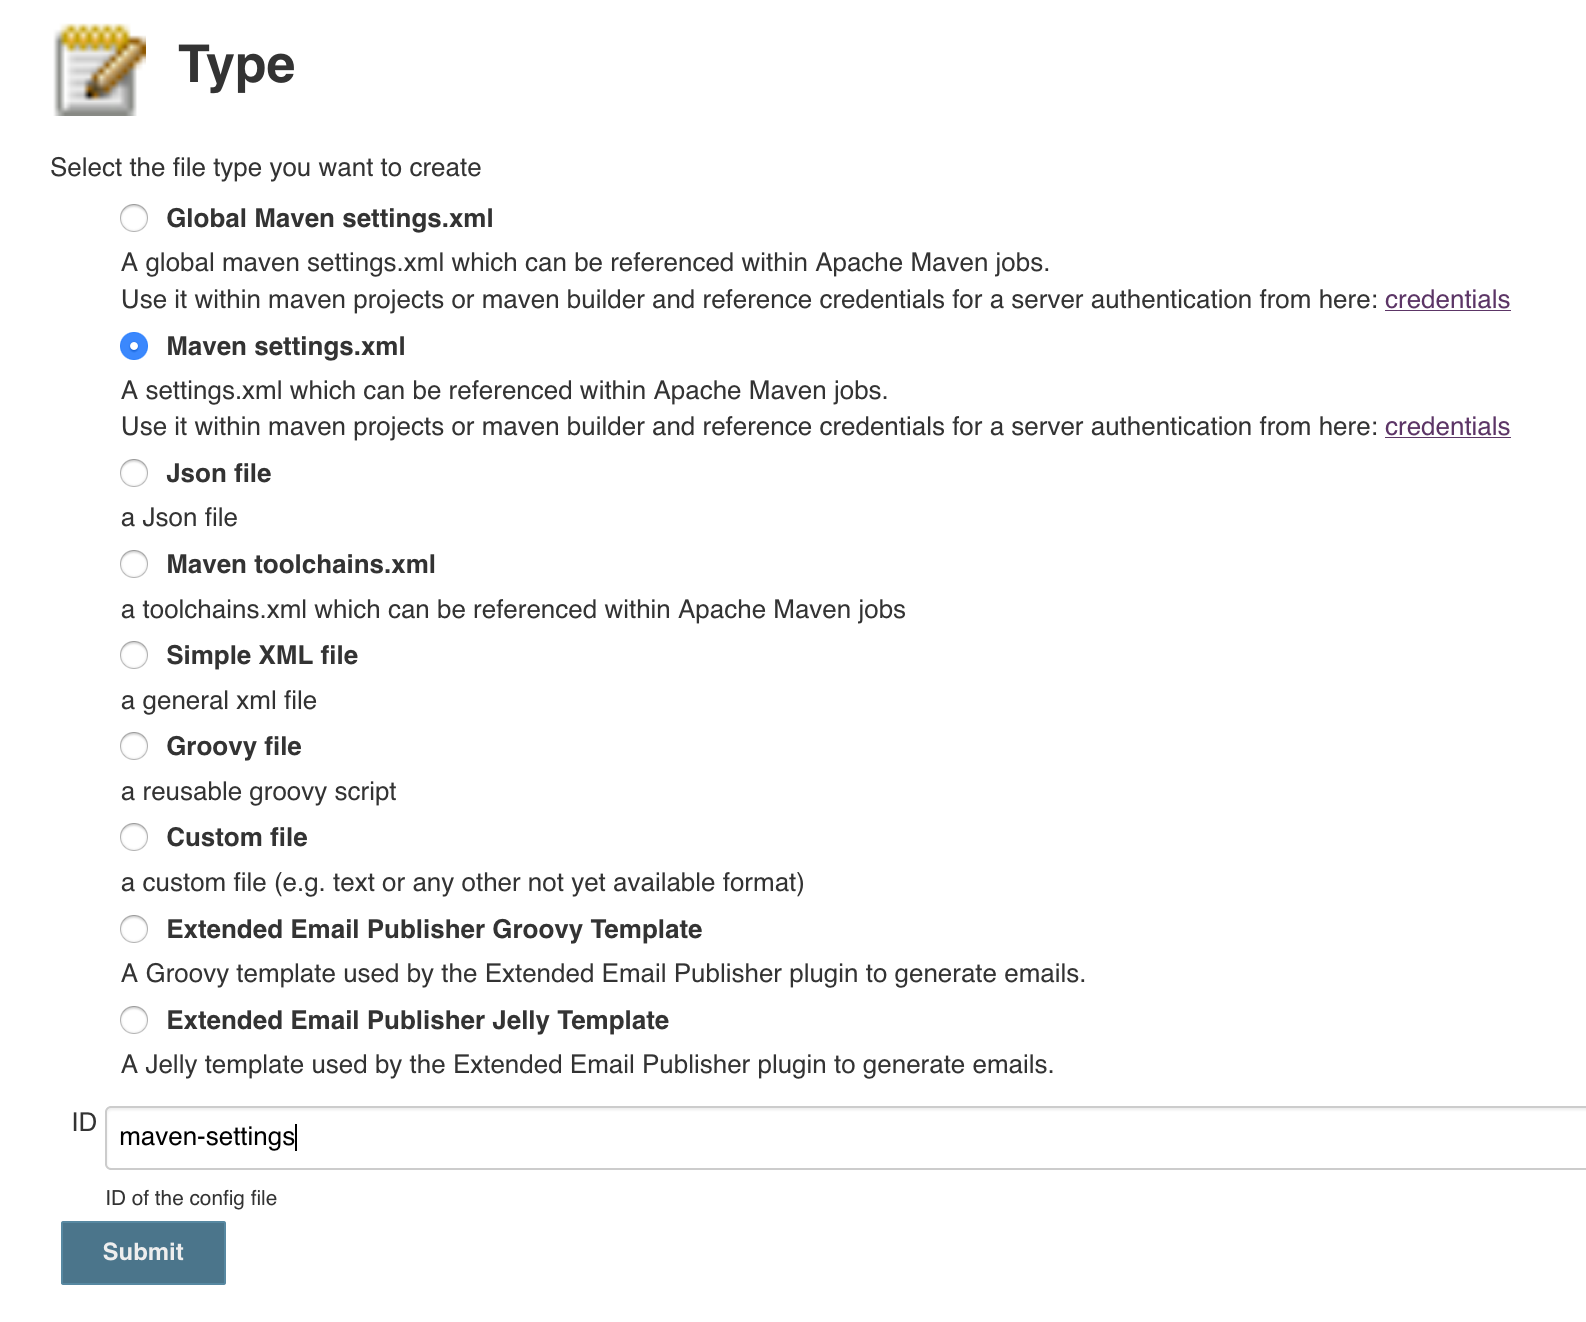 Type
Select the file type you want to create
Global Maven settings.xml
A global maven settings.xml which can be referenced within Apache Maven jobs.
Use it within maven projects or maven builder and reference credentials for a server authentication from here: credentials
Maven settings.xml
A settings.xml which can be referenced within Apache Maven jobs.
Use it within maven projects or maven builder and reference credentials for a server authentication from here: credentials
Json file
a Json file
Maven toolchains.xml
a toolchains.xml which can be referenced within Apache Maven jobs
Simple XML file
a general xml file
Groovy file
a reusable groovy script
Custom file
a custom file (e.g. text or any other not yet available format)
Extended Email Publisher Groovy Template
A Groovy template used by the Extended Email Publisher plugin to generate emails.
Extended Email Publisher Jelly Template
A Jelly template used by the Extended Email Publisher plugin to generate emails.
ID maven-settings
ID of the config file
Submit